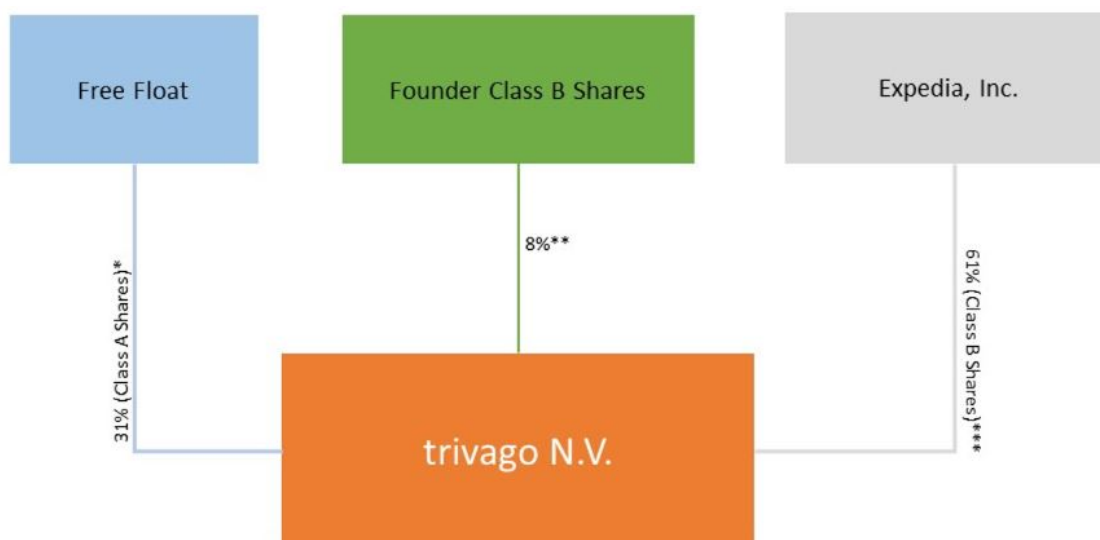 Free Float
Founder Class B Shares
Expedia, Inc.
31% (Class A Shares)*
8%**
61% (Class B Shares)***
trivago N.V.